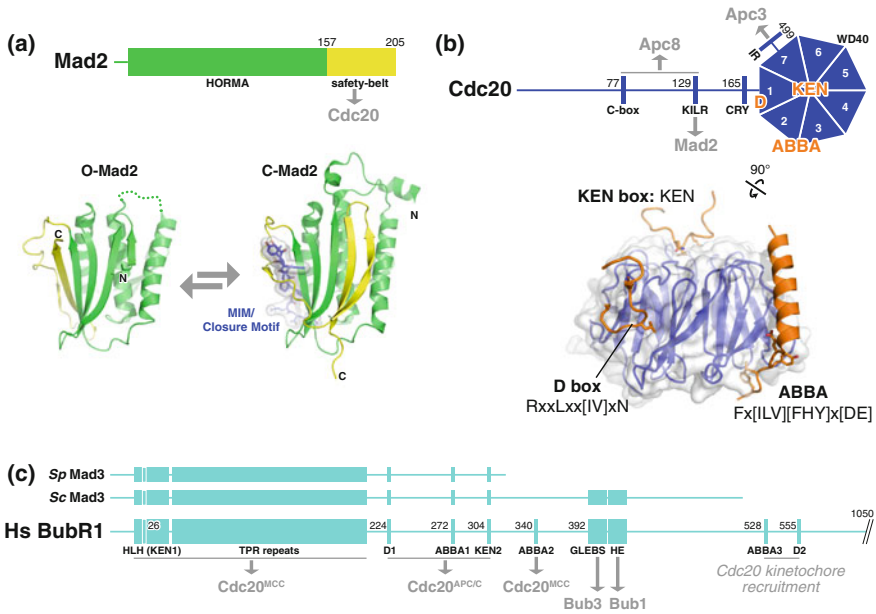 (a)
157 205
Mad2
HORMA safety-belt
Cdc20
O-Mad2 C-Mad2
C
N
N
MIM/
Closure Motif
C
(b)
Apc3
499
Apc8
IR
WD40
77 129 165
Cdc20
D 1 2 3 4 5 6 7
KEN
C-box KILR CRY
ABBA
Mad2
90°
KEN box: KEN
D box
RxxLxx[IV]xN
ABBA
Fx[ILV][FHY]x[DE]
(c)
Sp Mad3
Sc Mad3
Hs BubR1
26 224 272 304 340 392 528 555 1050
HLH (KEN1) TPR repeats D1 ABBA1 KEN2 ABBA2 GLEBS HE ABBA3 D2
Cdc20MCC Cdc20APC/C Cdc20MCC
Bub3 Bub1
Cdc20 kinetochore
recruitment